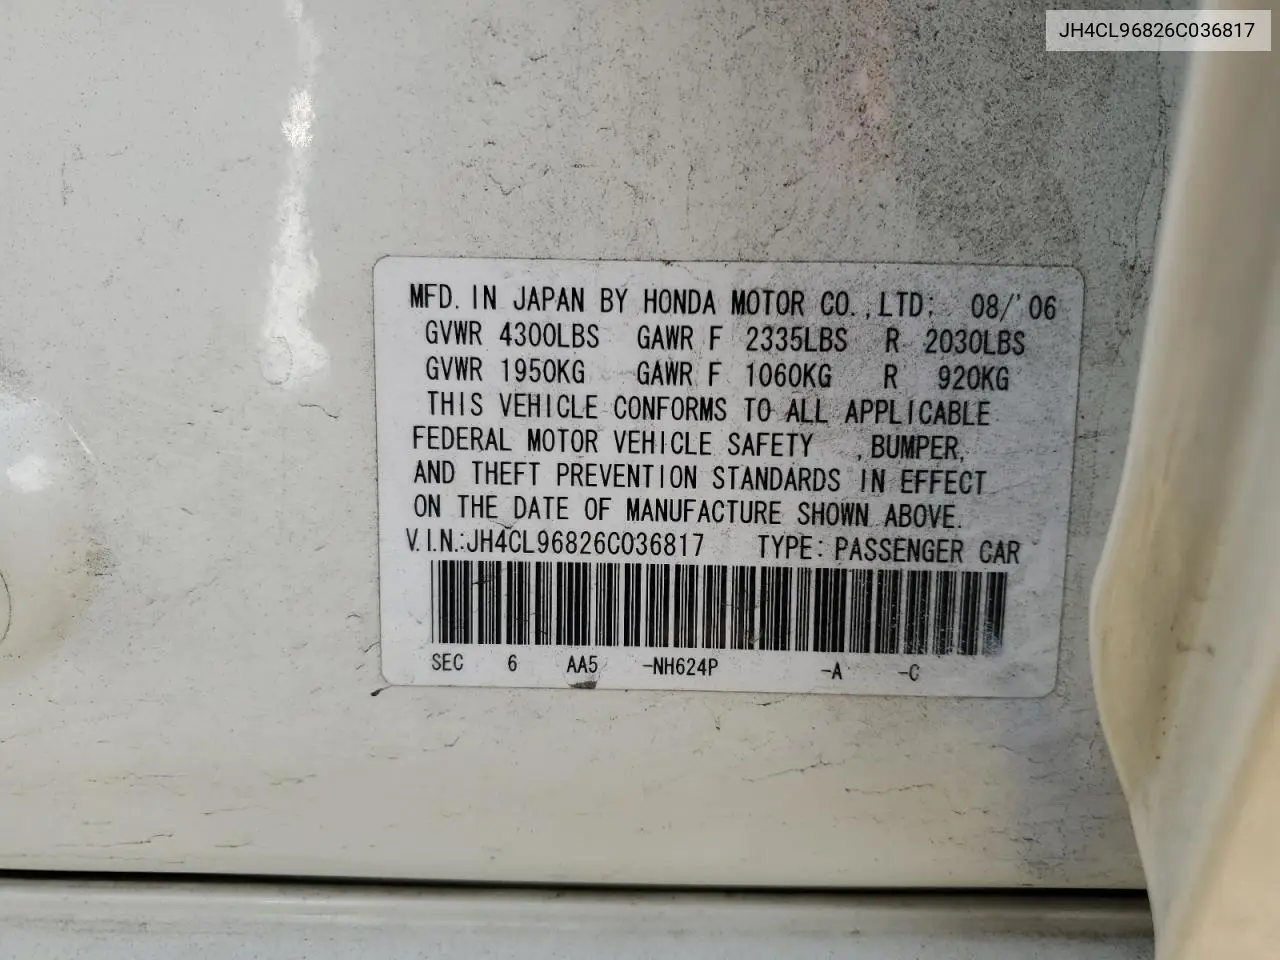 JH4CL96826C036817
MFD. IN JAPAN BY HONDA MOTOR CO.,LTD; 08/'06
GVWR 4300LBS GAWR F 2335LBS R 2030LBS
GVWR 1950KG GAWR F 1060KG R 920KG
THIS VEHICLE CONFORMS TO ALL APPLICABLE
FEDERAL MOTOR VEHICLE SAFETY ,BUMPER,
AND THEFT PREVENTION STANDARDS IN EFFECT
ON THE DATE OF MANUFACTURE SHOWN ABOVE.
V.I.N.:JH4CL96826C036817 TYPE: PASSENGER CAR
SEC 6 AA5 -NH624P -A -C